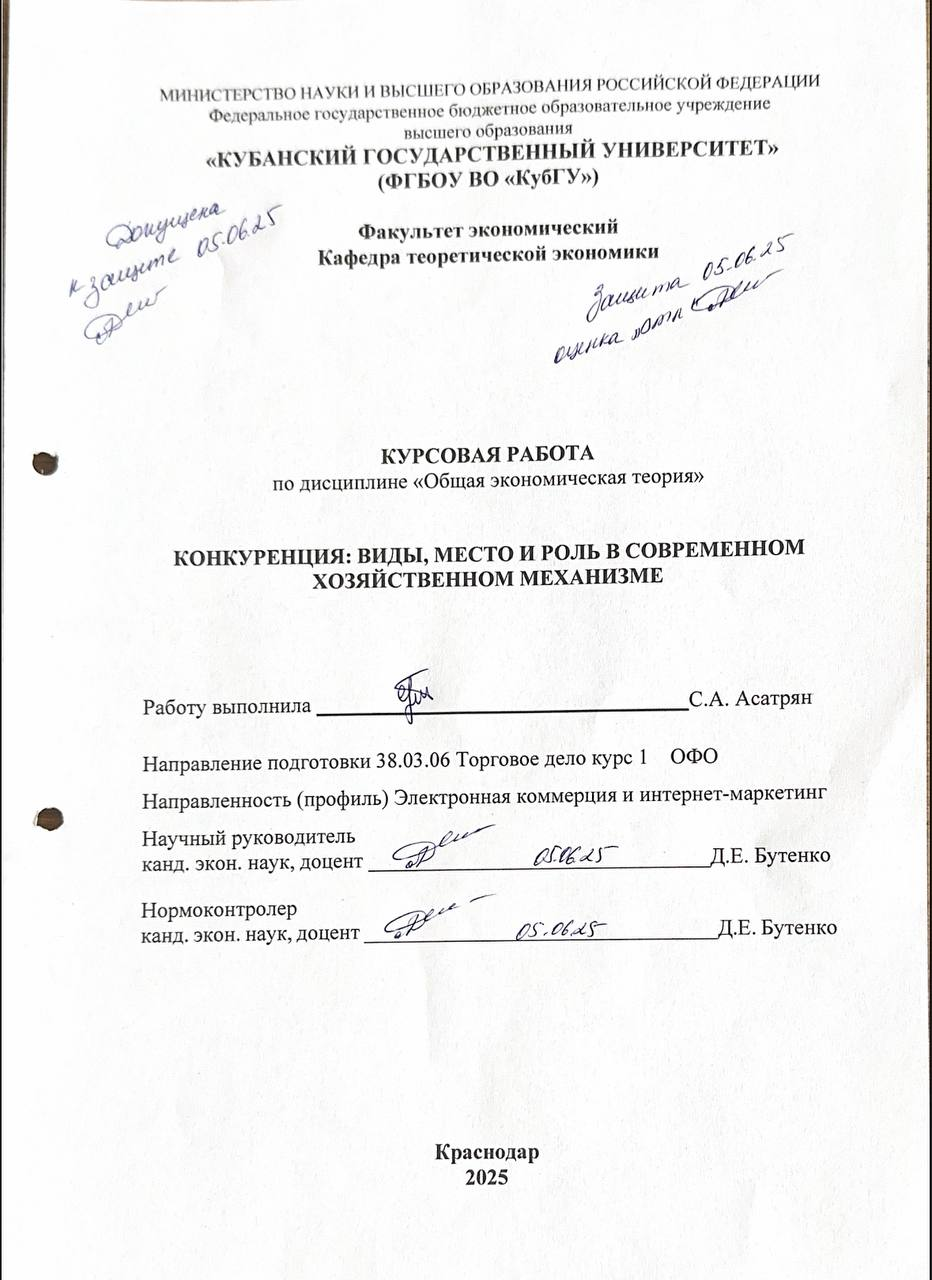 МИНИСТЕРСТВО НАУКИ И ВЫСШЕГО ОБРАЗОВАНИЯ РОССИЙСКОЙ ФЕДЕРАЦИИ
Федеральное государственное бюджетное образовательное учреждение
высшего образования
«КУБАНСКИЙ ГОСУДАРСТВЕННЫЙ УНИВЕРСИТЕТ»
(ФГБОУ ВО «КубГУ»)
Допущена
к защите 05.06.25
Факультет экономический
Кафедра теоретической экономики
Защита 05.06.25
оценка „отл“
КУРСОВАЯ РАБОТА
по дисциплине «Общая экономическая теория»
КОНКУРЕНЦИЯ: ВИДЫ, МЕСТО И РОЛЬ В СОВРЕМЕННОМ
ХОЗЯЙСТВЕННОМ МЕХАНИЗМЕ
Работу выполнила С.А. Асатрян
Направление подготовки 38.03.06 Торговое дело курс 1 ОФО
Направленность (профиль) Электронная коммерция и интернет-маркетинг
Научный руководитель
канд. экон. наук, доцент 05.06.25 Д.Е. Бутенко
Нормоконтролер
канд. экон. наук, доцент 05.06.25 Д.Е. Бутенко
Краснодар
2025